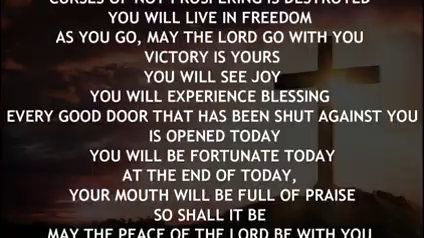 CURSES OF NOT PROSPERING IS DESTROYED
YOU WILL LIVE IN FREEDOM
AS YOU GO, MAY THE LORD GO WITH YOU
VICTORY IS YOURS
YOU WILL SEE JOY
YOU WILL EXPERIENCE BLESSING
EVERY GOOD DOOR THAT HAS BEEN SHUT AGAINST YOU
IS OPENED TODAY
YOU WILL BE FORTUNATE TODAY
AT THE END OF TODAY,
YOUR MOUTH WILL BE FULL OF PRAISE
SO SHALL IT BE
MAY THE PEACE OF THE LORD BE WITH YOU